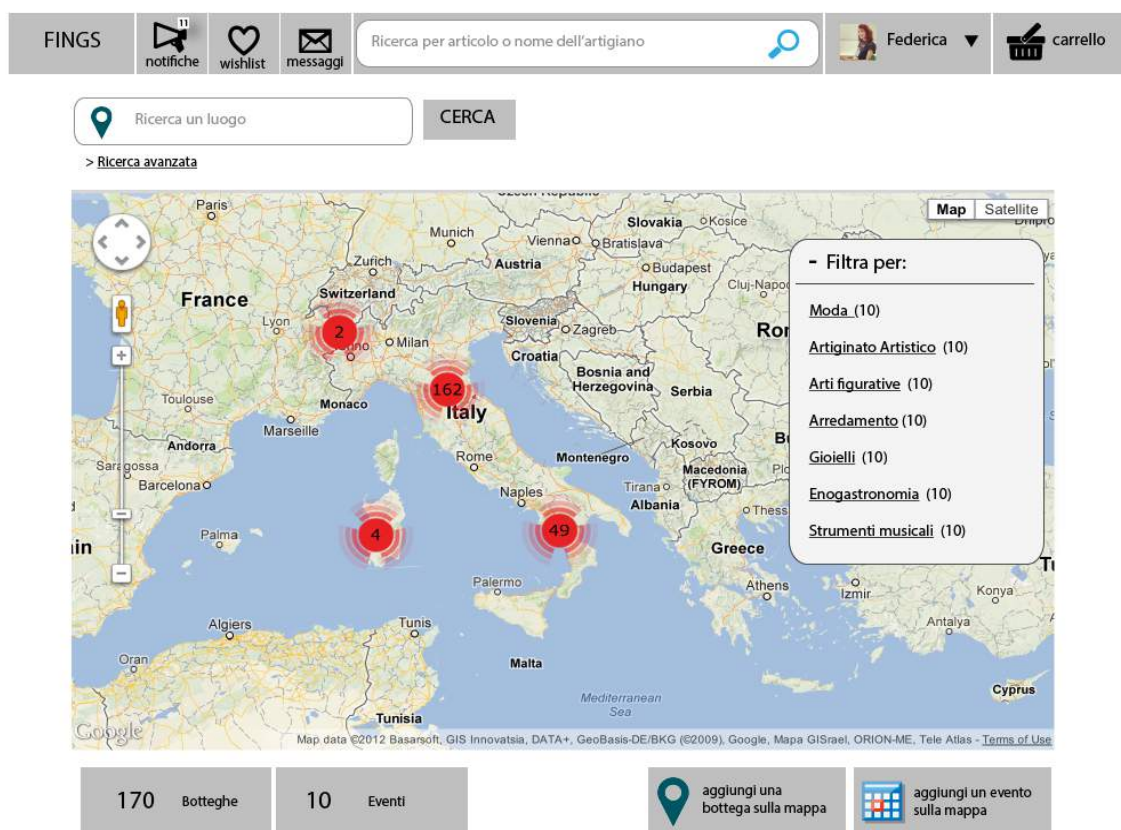 FINGS
11
notifiche
wishlist
messaggi
Ricerca per articolo o nome dell'artigiano
Federica
carrello
Ricerca un luogo
CERCA
> Ricerca avanzata
Map
Satellite
Paris
Munich
Slovakia
Kosice
Vienna
Bratislava
Zurich
Austria
Budapest
Hungary
Cluj-Napoc
France
Switzerland
Lyon
2
Milan
Slovenia
Zagreb
Croatia
Bosnia and
Herzegovina
Serbia
162
Italy
Toulouse
Monaco
Marseille
Andorra
Saragossa
Barcelona
Rome
Montenegro
Kosovo
Macedonia
(FYROM)
Naples
Tirana
Albania
Thess
Palma
4
49
Greece
Palermo
Athens
Izmir
Konya
Antalya
Algiers
Tunis
Oran
Malta
Mediterranean
Sea
Cyprus
Tunisia
- Filtra per:
Moda (10)
Artiginato Artistico (10)
Arti figurative (10)
Arredamento (10)
Gioielli (10)
Enogastronomia (10)
Strumenti musicali (10)
Google
Map data ©2012 Basarsoft, GIS Innovatsia, DATA+, GeoBasis-DE/BKG (©2009), Google, Mapa GISrael, ORION-ME, Tele Atlas - Terms of Use
170 Botteghe
10 Eventi
aggiungi una
bottega sulla mappa
aggiungi un evento
sulla mappa